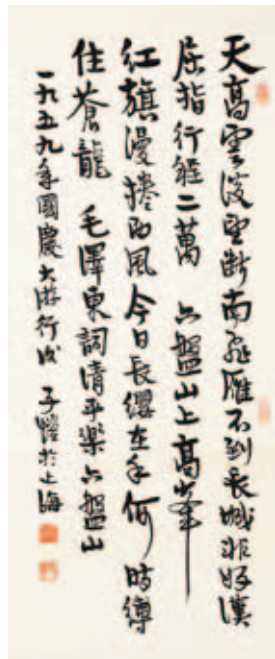 天高雲淡望斷南飛雁不到長城非好漢
屈指行程二萬 六盤山上高峯
紅旗漫捲西風今日長纓在手何時縛
住蒼龍 毛澤東詞清平樂六盤山
一九五九年國慶大游行後 子愷於上海